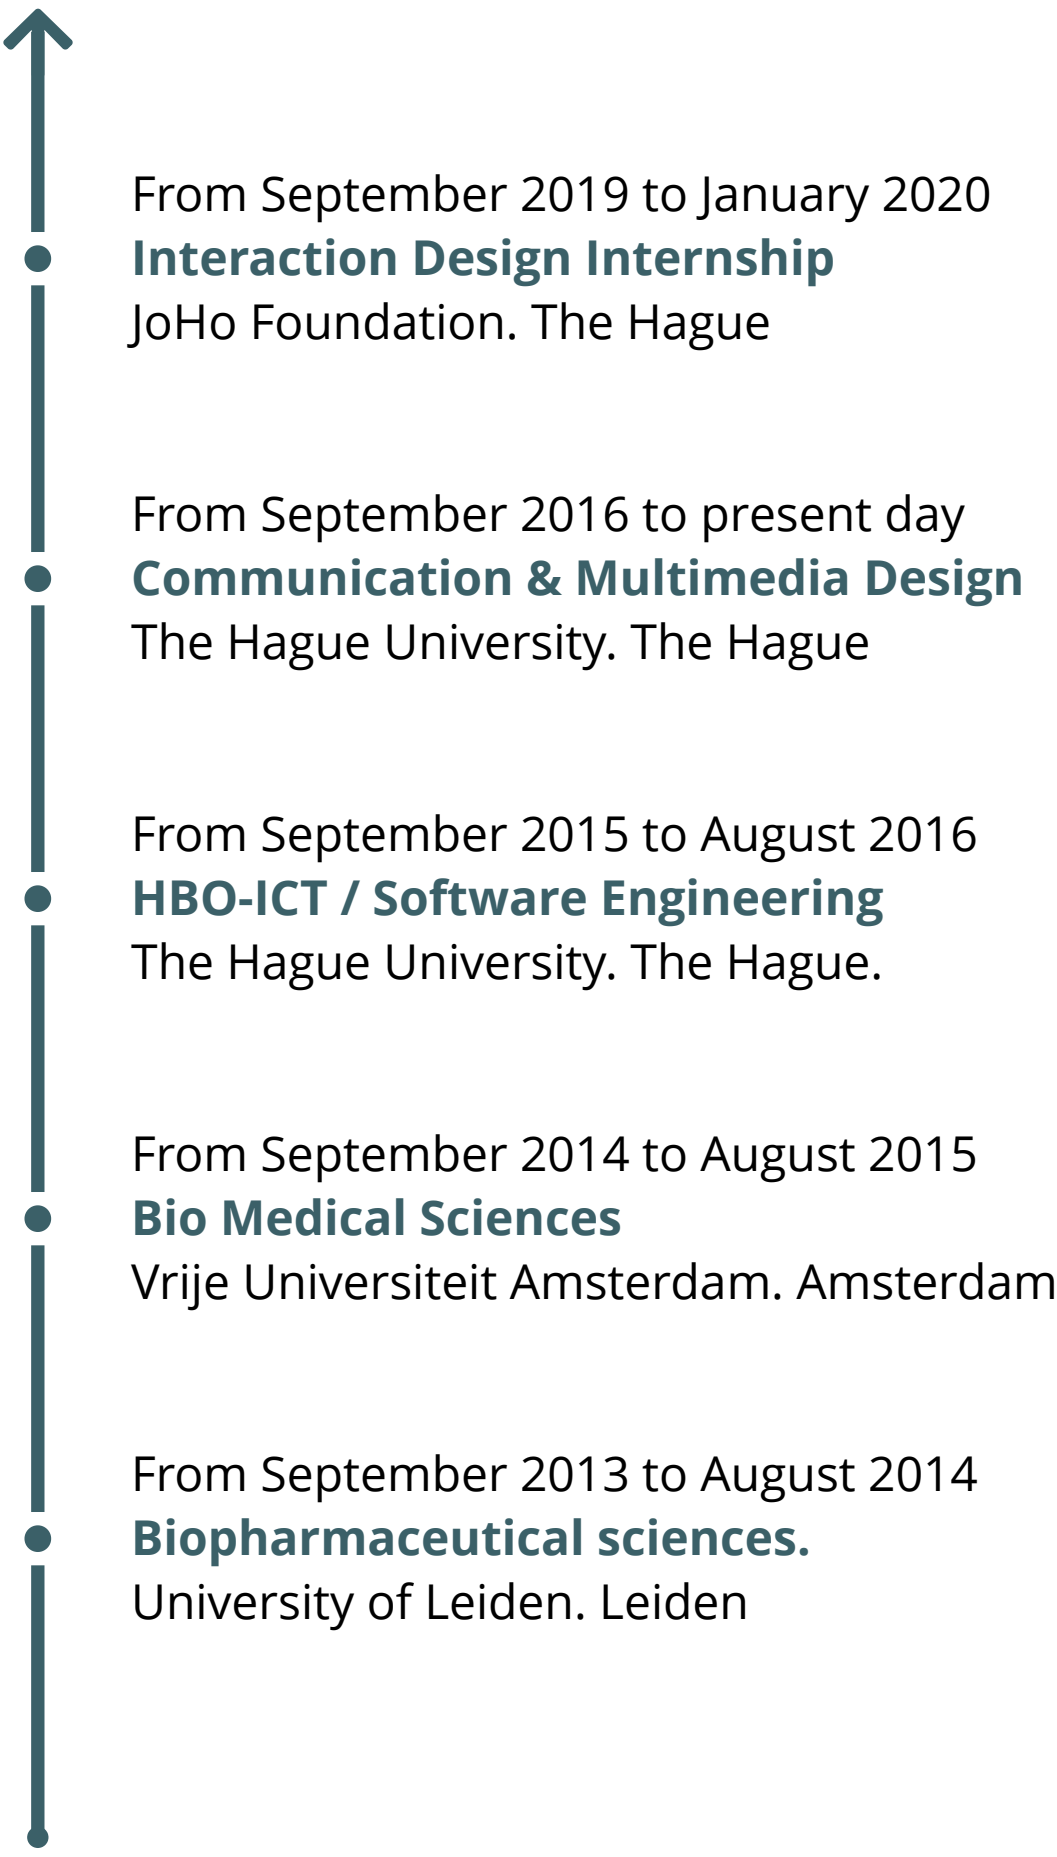 From September 2019 to January 2020
Interaction Design Internship
JoHo Foundation. The Hague
From September 2016 to present day
Communication & Multimedia Design
The Hague University. The Hague
From September 2015 to August 2016
HBO-ICT / Software Engineering
The Hague University. The Hague.
From September 2014 to August 2015
Bio Medical Sciences
Vrije Universiteit Amsterdam. Amsterdam
From September 2013 to August 2014
Biopharmaceutical sciences.
University of Leiden. Leiden